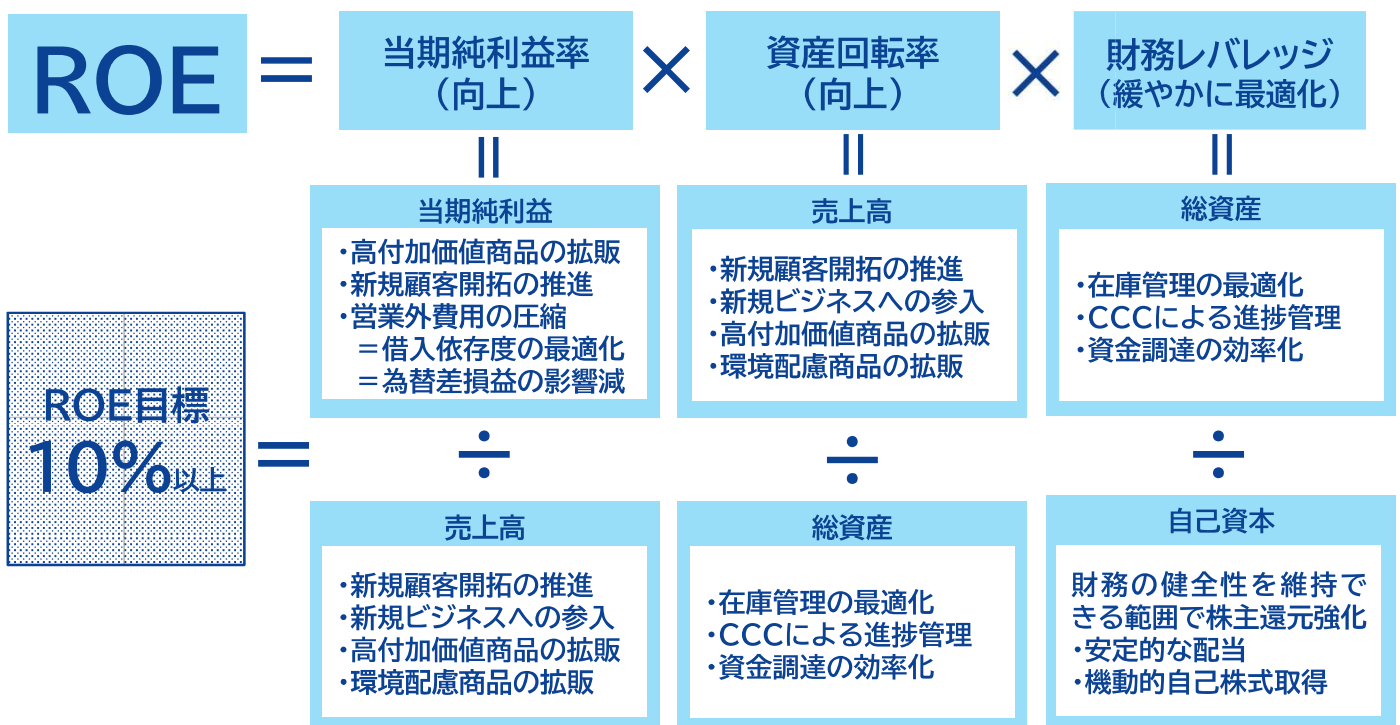 ROE
=
当期純利益率
（向上）
×
資産回転率
（向上）
×
財務レバレッジ
（緩やかに最適化）
=
当期純利益
・高付加価値商品の拡販
・新規顧客開拓の推進
・営業外費用の圧縮
＝借入依存度の最適化
＝為替差損益の影響減
=
売上高
・新規顧客開拓の推進
・新規ビジネスへの参入
・高付加価値商品の拡販
・環境配慮商品の拡販
=
総資産
・在庫管理の最適化
・CCCによる進捗管理
・資金調達の効率化
ROE目標
10%以上
=
÷
÷
÷
売上高
・新規顧客開拓の推進
・新規ビジネスへの参入
・高付加価値商品の拡販
・環境配慮商品の拡販
総資産
・在庫管理の最適化
・CCCによる進捗管理
・資金調達の効率化
自己資本
財務の健全性を維持で
きる範囲で株主還元強化
・安定的な配当
・機動的自己株式取得